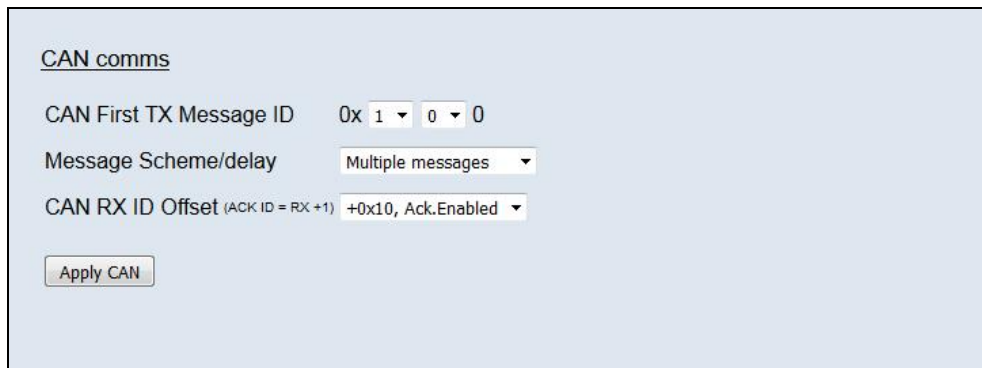 CAN comms
CAN First TX Message ID 0x 1 0 0
Message Scheme/delay Multiple messages
CAN RX ID Offset (ACK ID = RX +1) +0x10, Ack.Enabled
Apply CAN